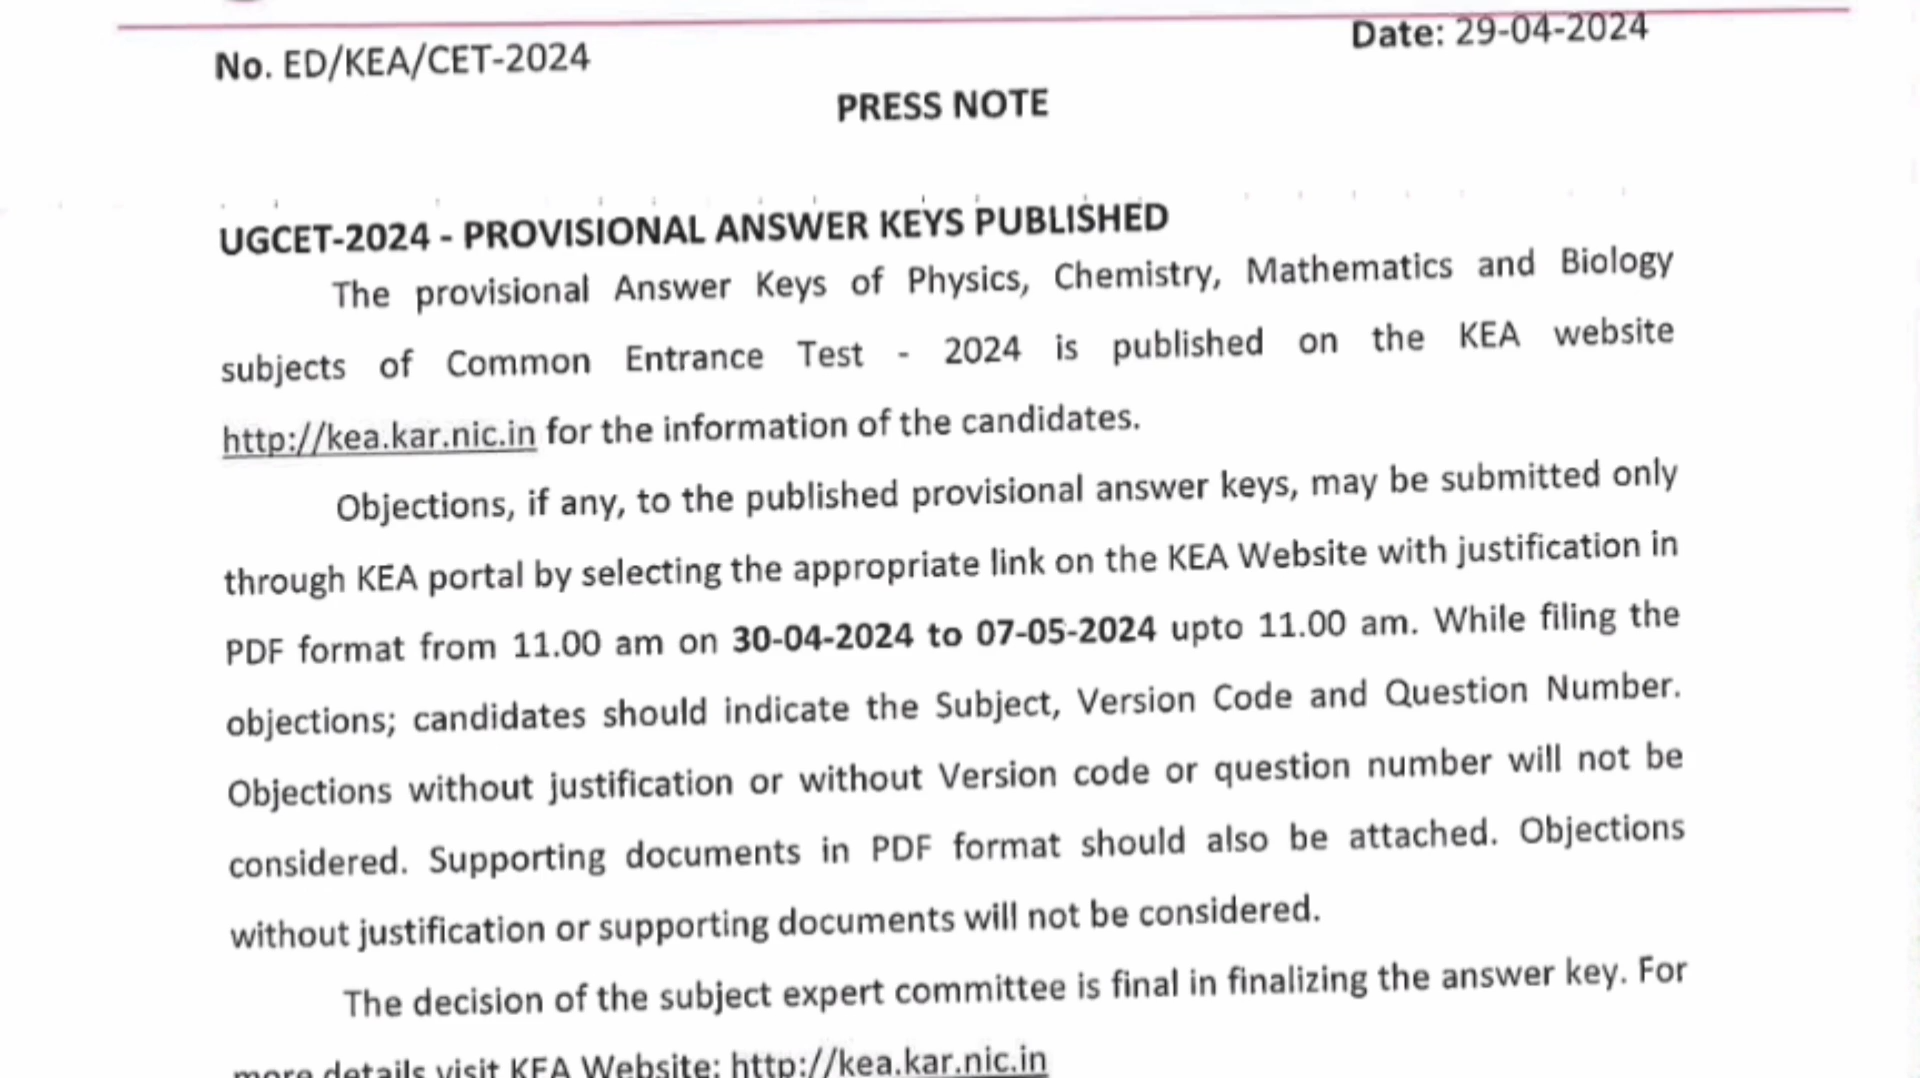 No. ED/KEA/CET-2024
Date: 29-04-2024
PRESS NOTE
UGCET-2024 - PROVISIONAL ANSWER KEYS PUBLISHED
The provisional Answer Keys of Physics, Chemistry, Mathematics and Biology
subjects of Common Entrance Test - 2024 is published on the KEA website
http://kea.kar.nic.in for the information of the candidates.
Objections, if any, to the published provisional answer keys, may be submitted only
through KEA portal by selecting the appropriate link on the KEA Website with justification in
PDF format from 11.00 am on 30-04-2024 to 07-05-2024 upto 11.00 am. While filing the
objections; candidates should indicate the Subject, Version Code and Question Number.
Objections without justification or without Version code or question number will not be
considered. Supporting documents in PDF format should also be attached. Objections
without justification or supporting documents will not be considered.
The decision of the subject expert committee is final in finalizing the answer key. For
more details visit KEA Website: http://kea.kar.nic.in